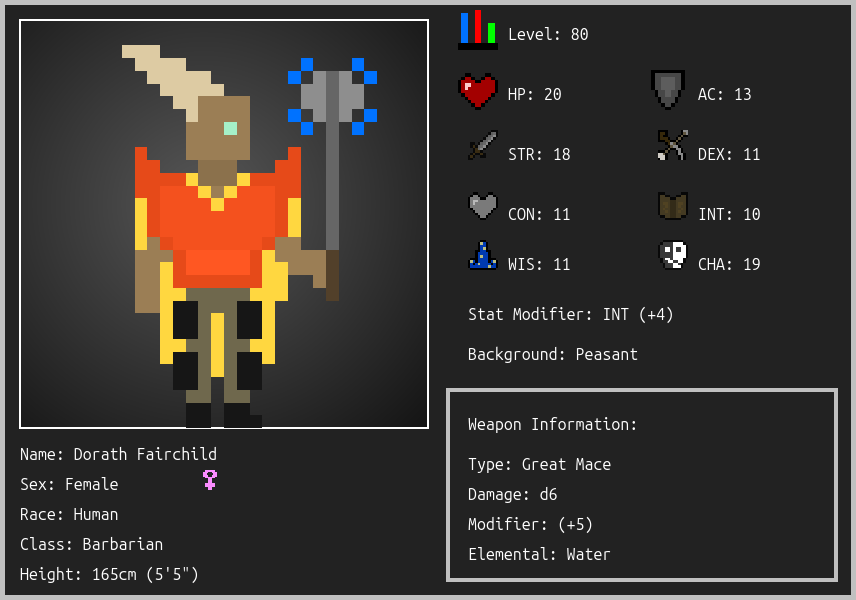 Level: 80
HP: 20
AC: 13
STR: 18
DEX: 11
CON: 11
INT: 10
WIS: 11
CHA: 19
Stat Modifier: INT (+4)
Background: Peasant
Weapon Information:
Type: Great Mace
Damage: d6
Modifier: (+5)
Elemental: Water
Name: Dorath Fairchild
Sex: Female
Race: Human
Class: Barbarian
Height: 165cm (5'5")